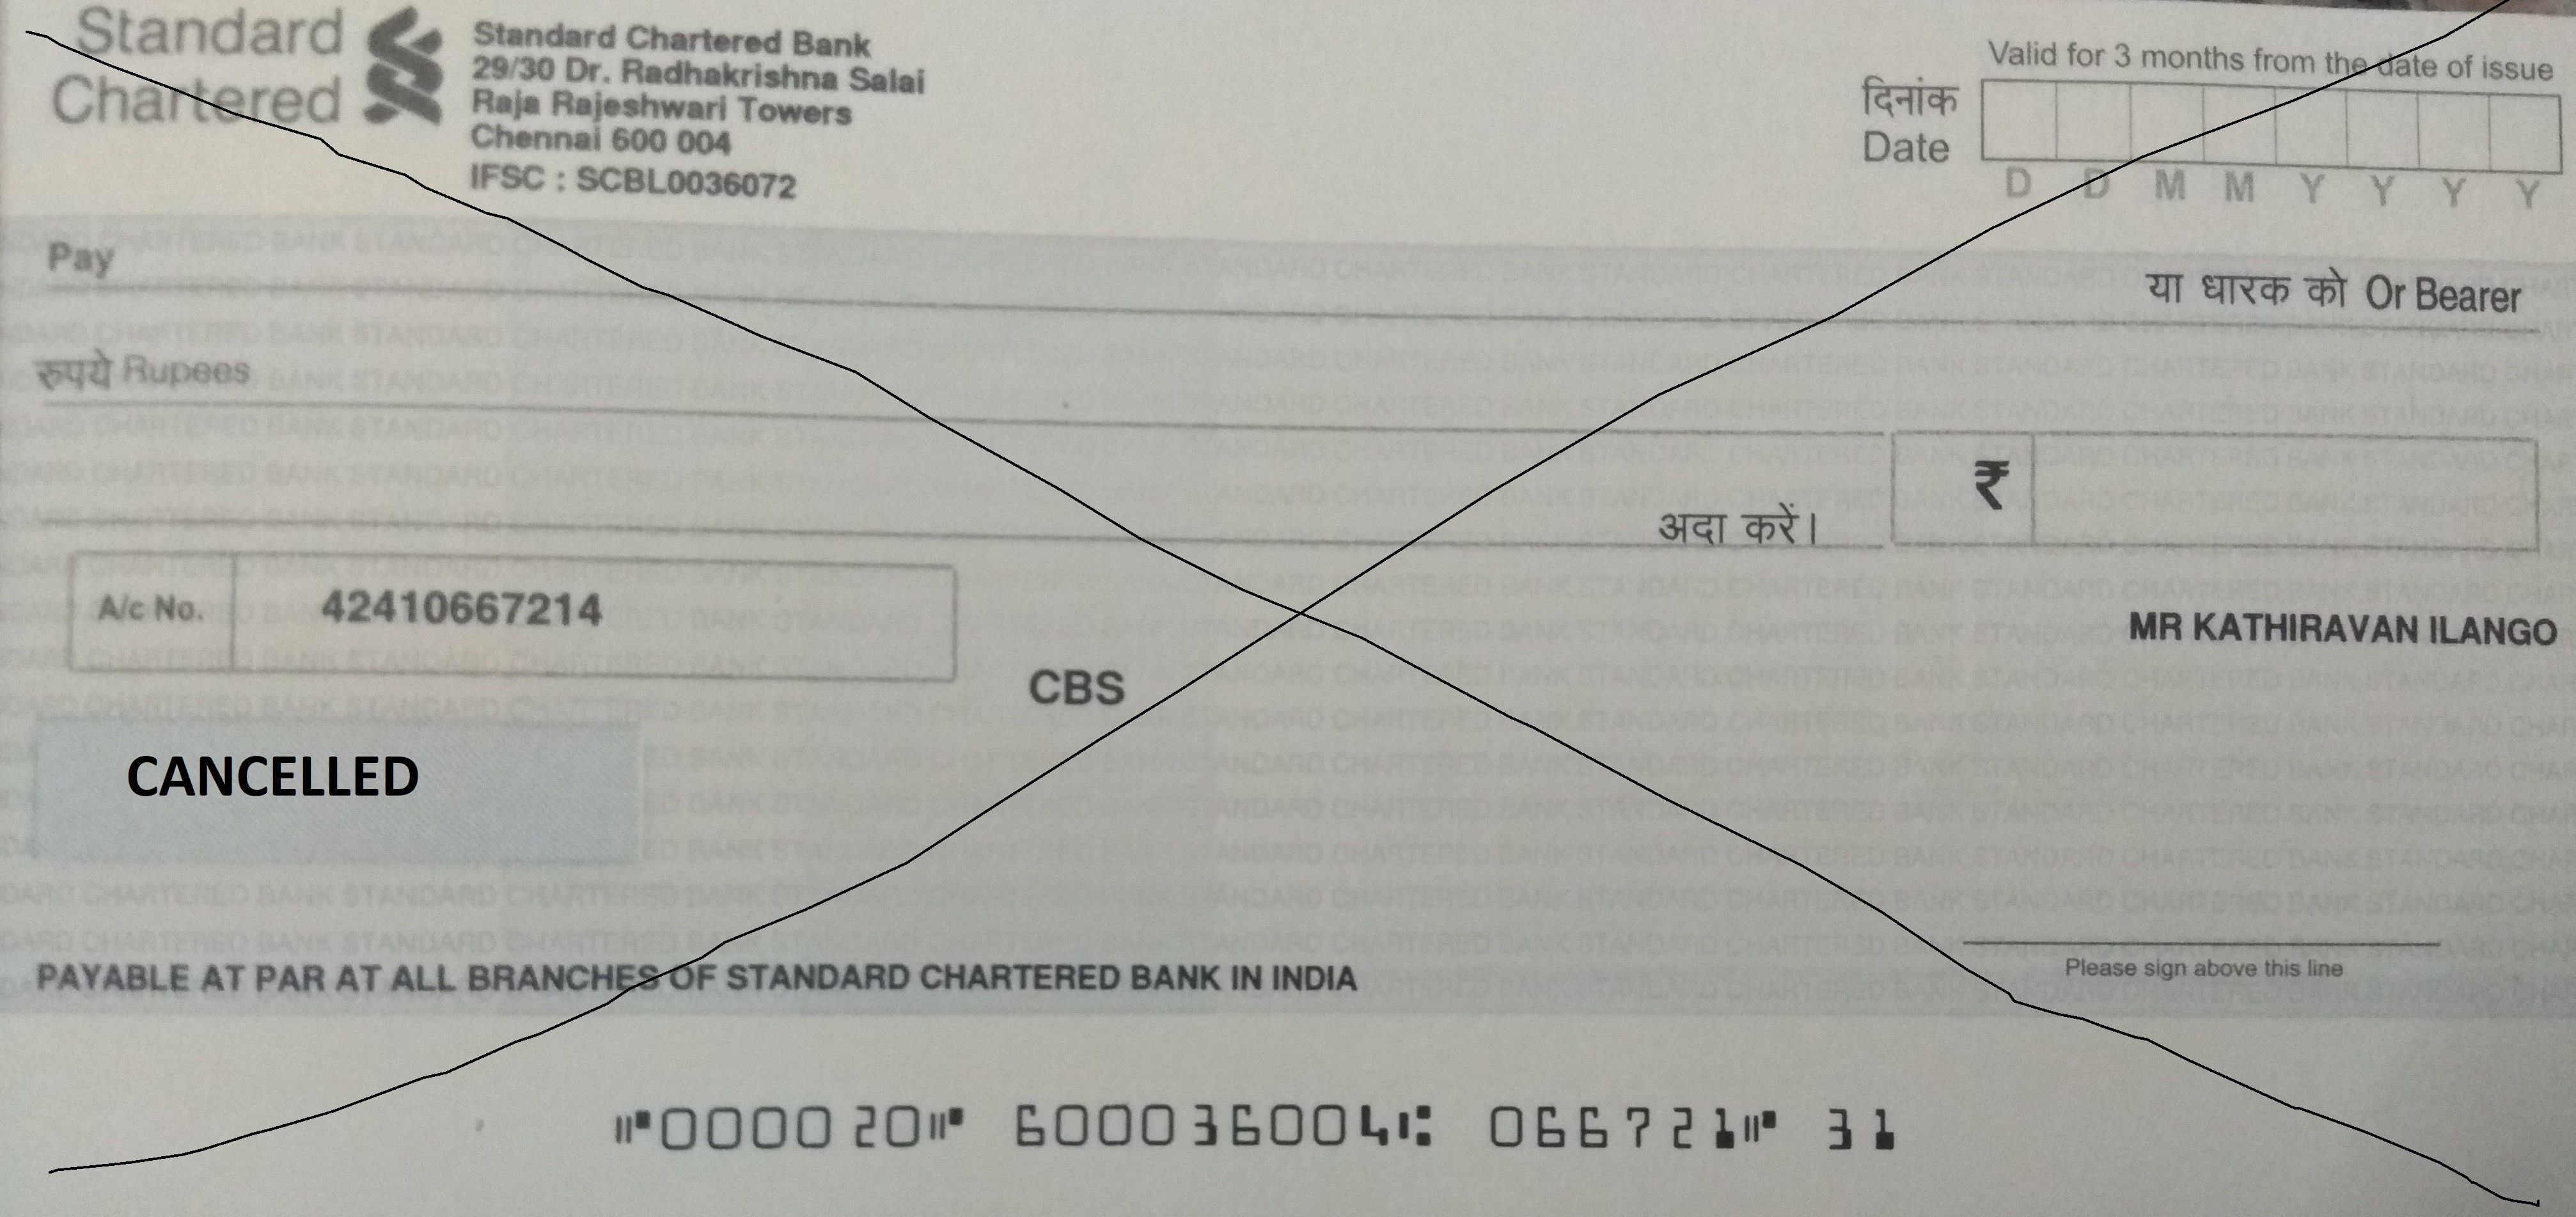 Standard
Chartered
Standard Chartered Bank
29/30 Dr. Radhakrishna Salai
Raja Rajeshwari Towers
Chennai 600 004
IFSC : SCBL0036072
Valid for 3 months from the date of issue
दिनांक
Date
D D M M Y Y Y Y
Pay
या धारक को Or Bearer
रुपये Rupees
अदा करें।
₹
A/c No. 42410667214
MR KATHIRAVAN ILANGO
CBS
CANCELLED
Please sign above this line
PAYABLE AT PAR AT ALL BRANCHES OF STANDARD CHARTERED BANK IN INDIA
⑈000020⑈ 600036004⑆ 066721⑈ 31